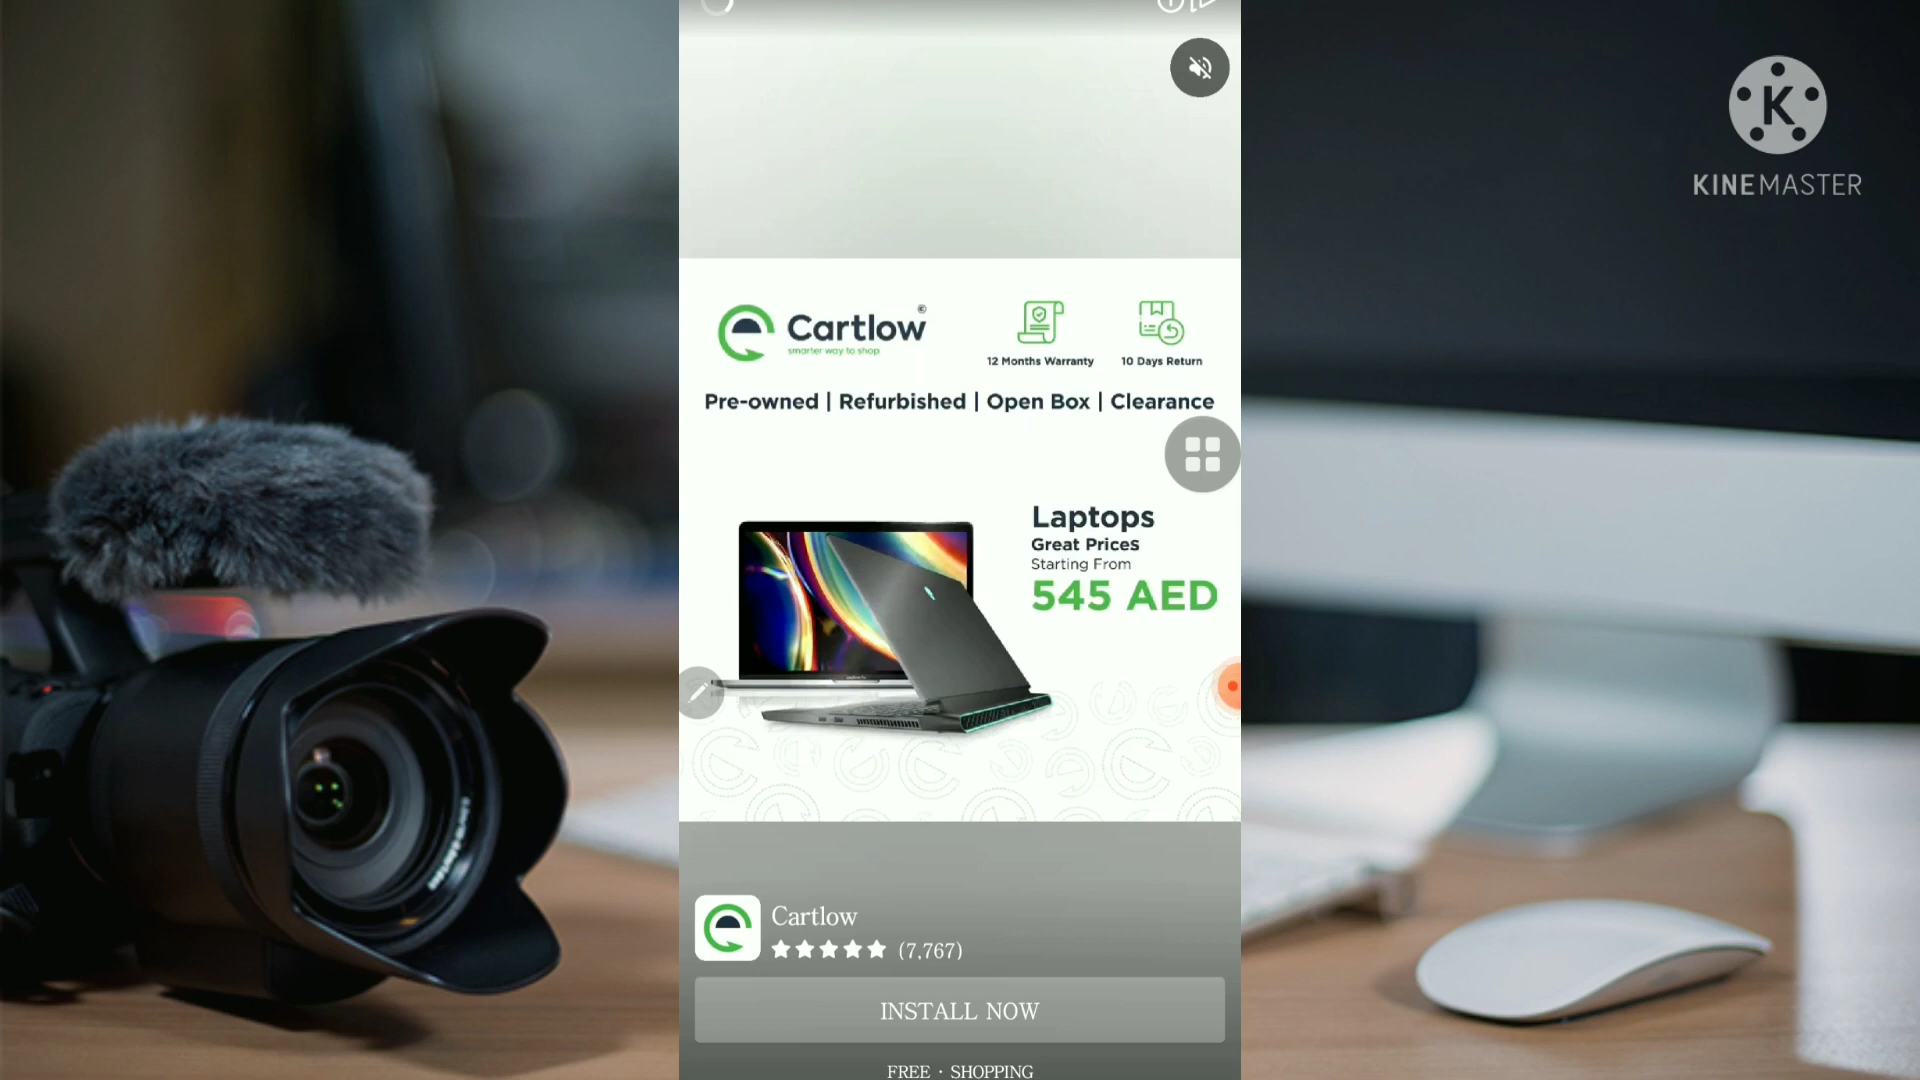 KINEMASTER
Cartlow
smarter way to shop
12 Months Warranty
10 Days Return
Pre-owned | Refurbished | Open Box | Clearance
Laptops
Great Prices
Starting From
545 AED
Cartlow
(7,767)
INSTALL NOW
FREE · SHOPPING